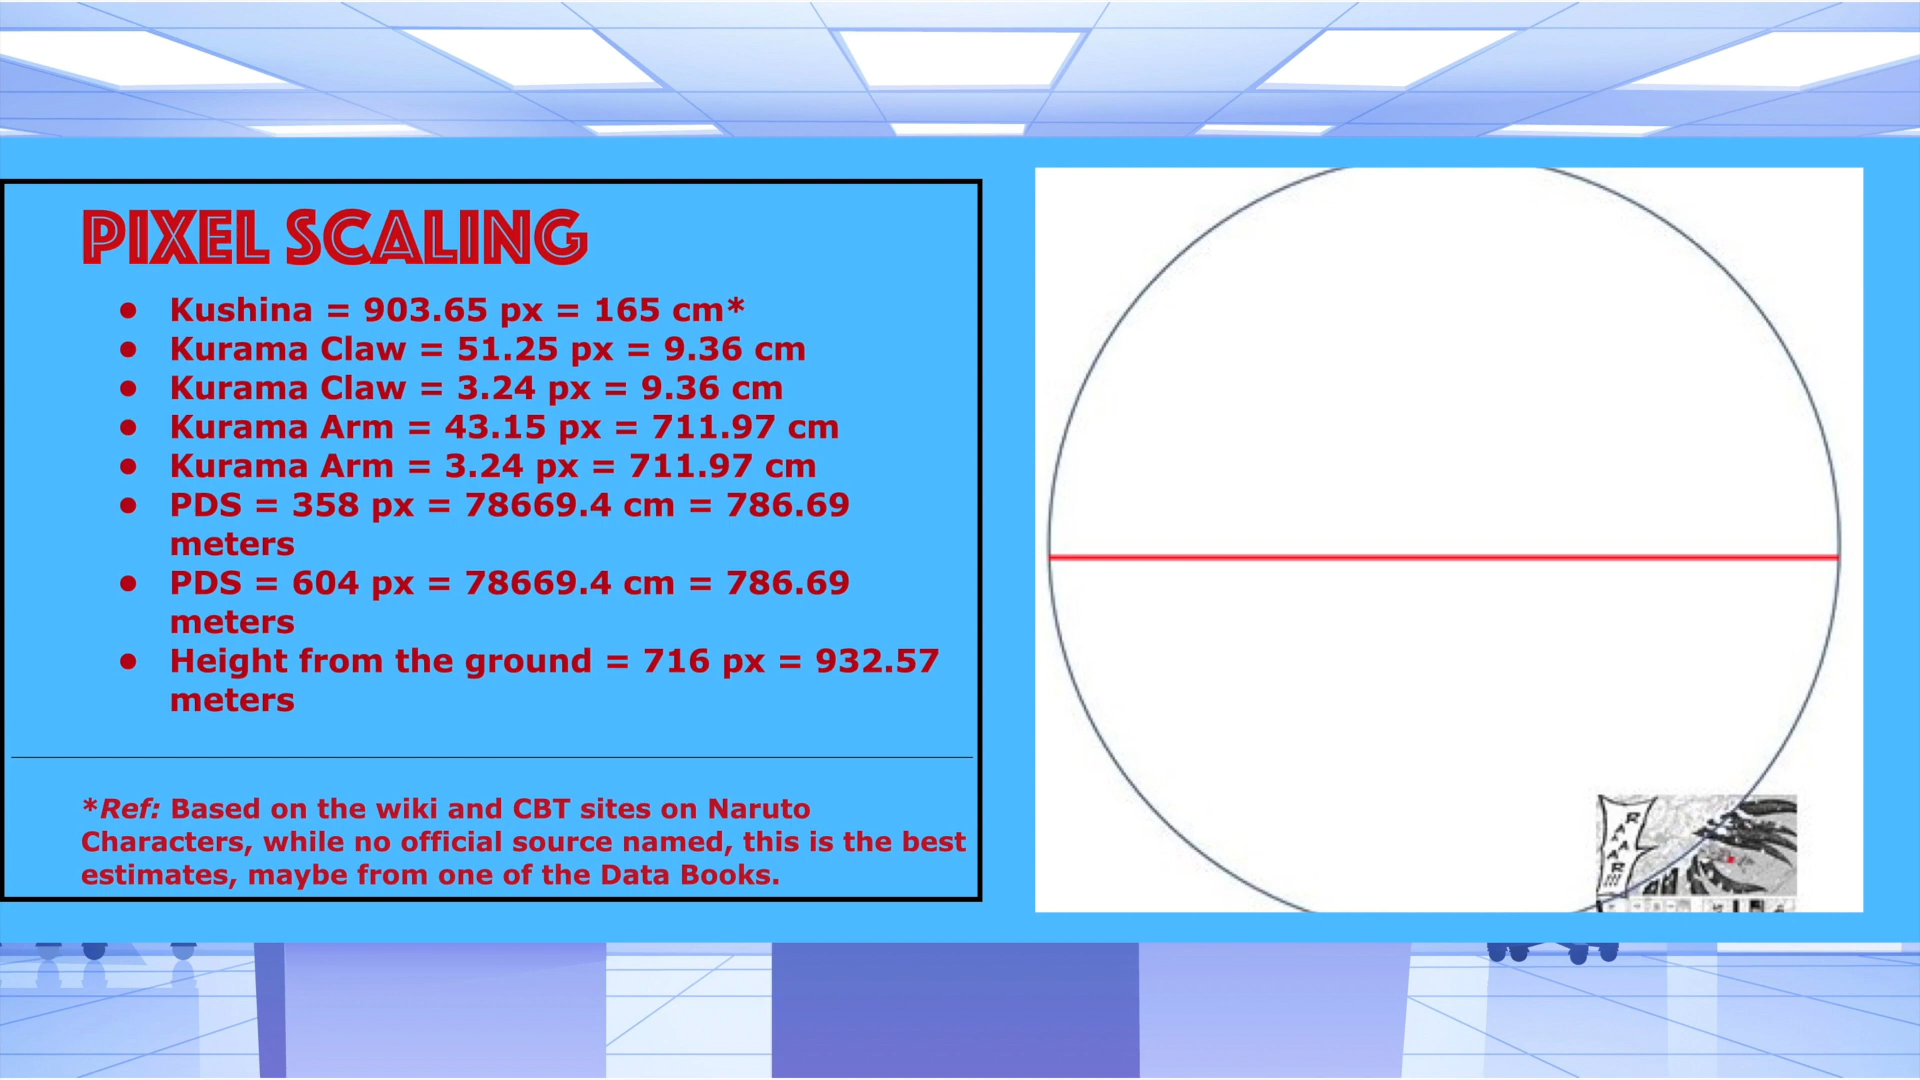 PIXEL SCALING
● Kushina = 903.65 px = 165 cm*
● Kurama Claw = 51.25 px = 9.36 cm
● Kurama Claw = 3.24 px = 9.36 cm
● Kurama Arm = 43.15 px = 711.97 cm
● Kurama Arm = 3.24 px = 711.97 cm
● PDS = 358 px = 78669.4 cm = 786.69
meters
● PDS = 604 px = 78669.4 cm = 786.69
meters
● Height from the ground = 716 px = 932.57
meters
*Ref: Based on the wiki and CBT sites on Naruto
Characters, while no official source named, this is the best
estimates, maybe from one of the Data Books.